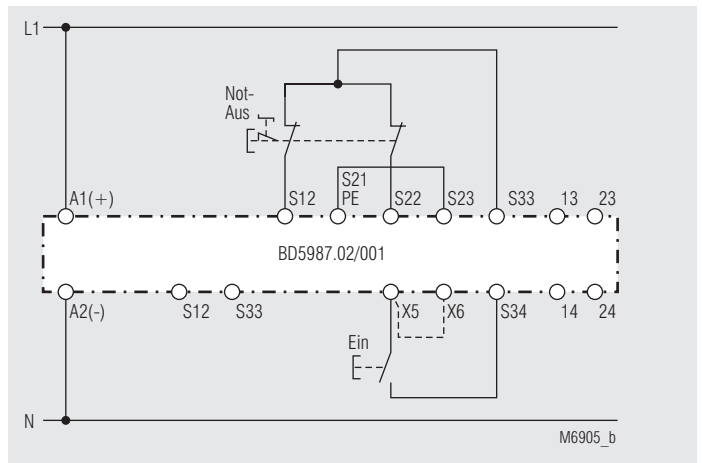 L1
Not-
Aus
S21
A1(+) S12 PE S22 S23 S33 13 23
BD5987.02/001
A2(-) S12 S33 X5 X6 S34 14 24
Ein
N
M6905_b